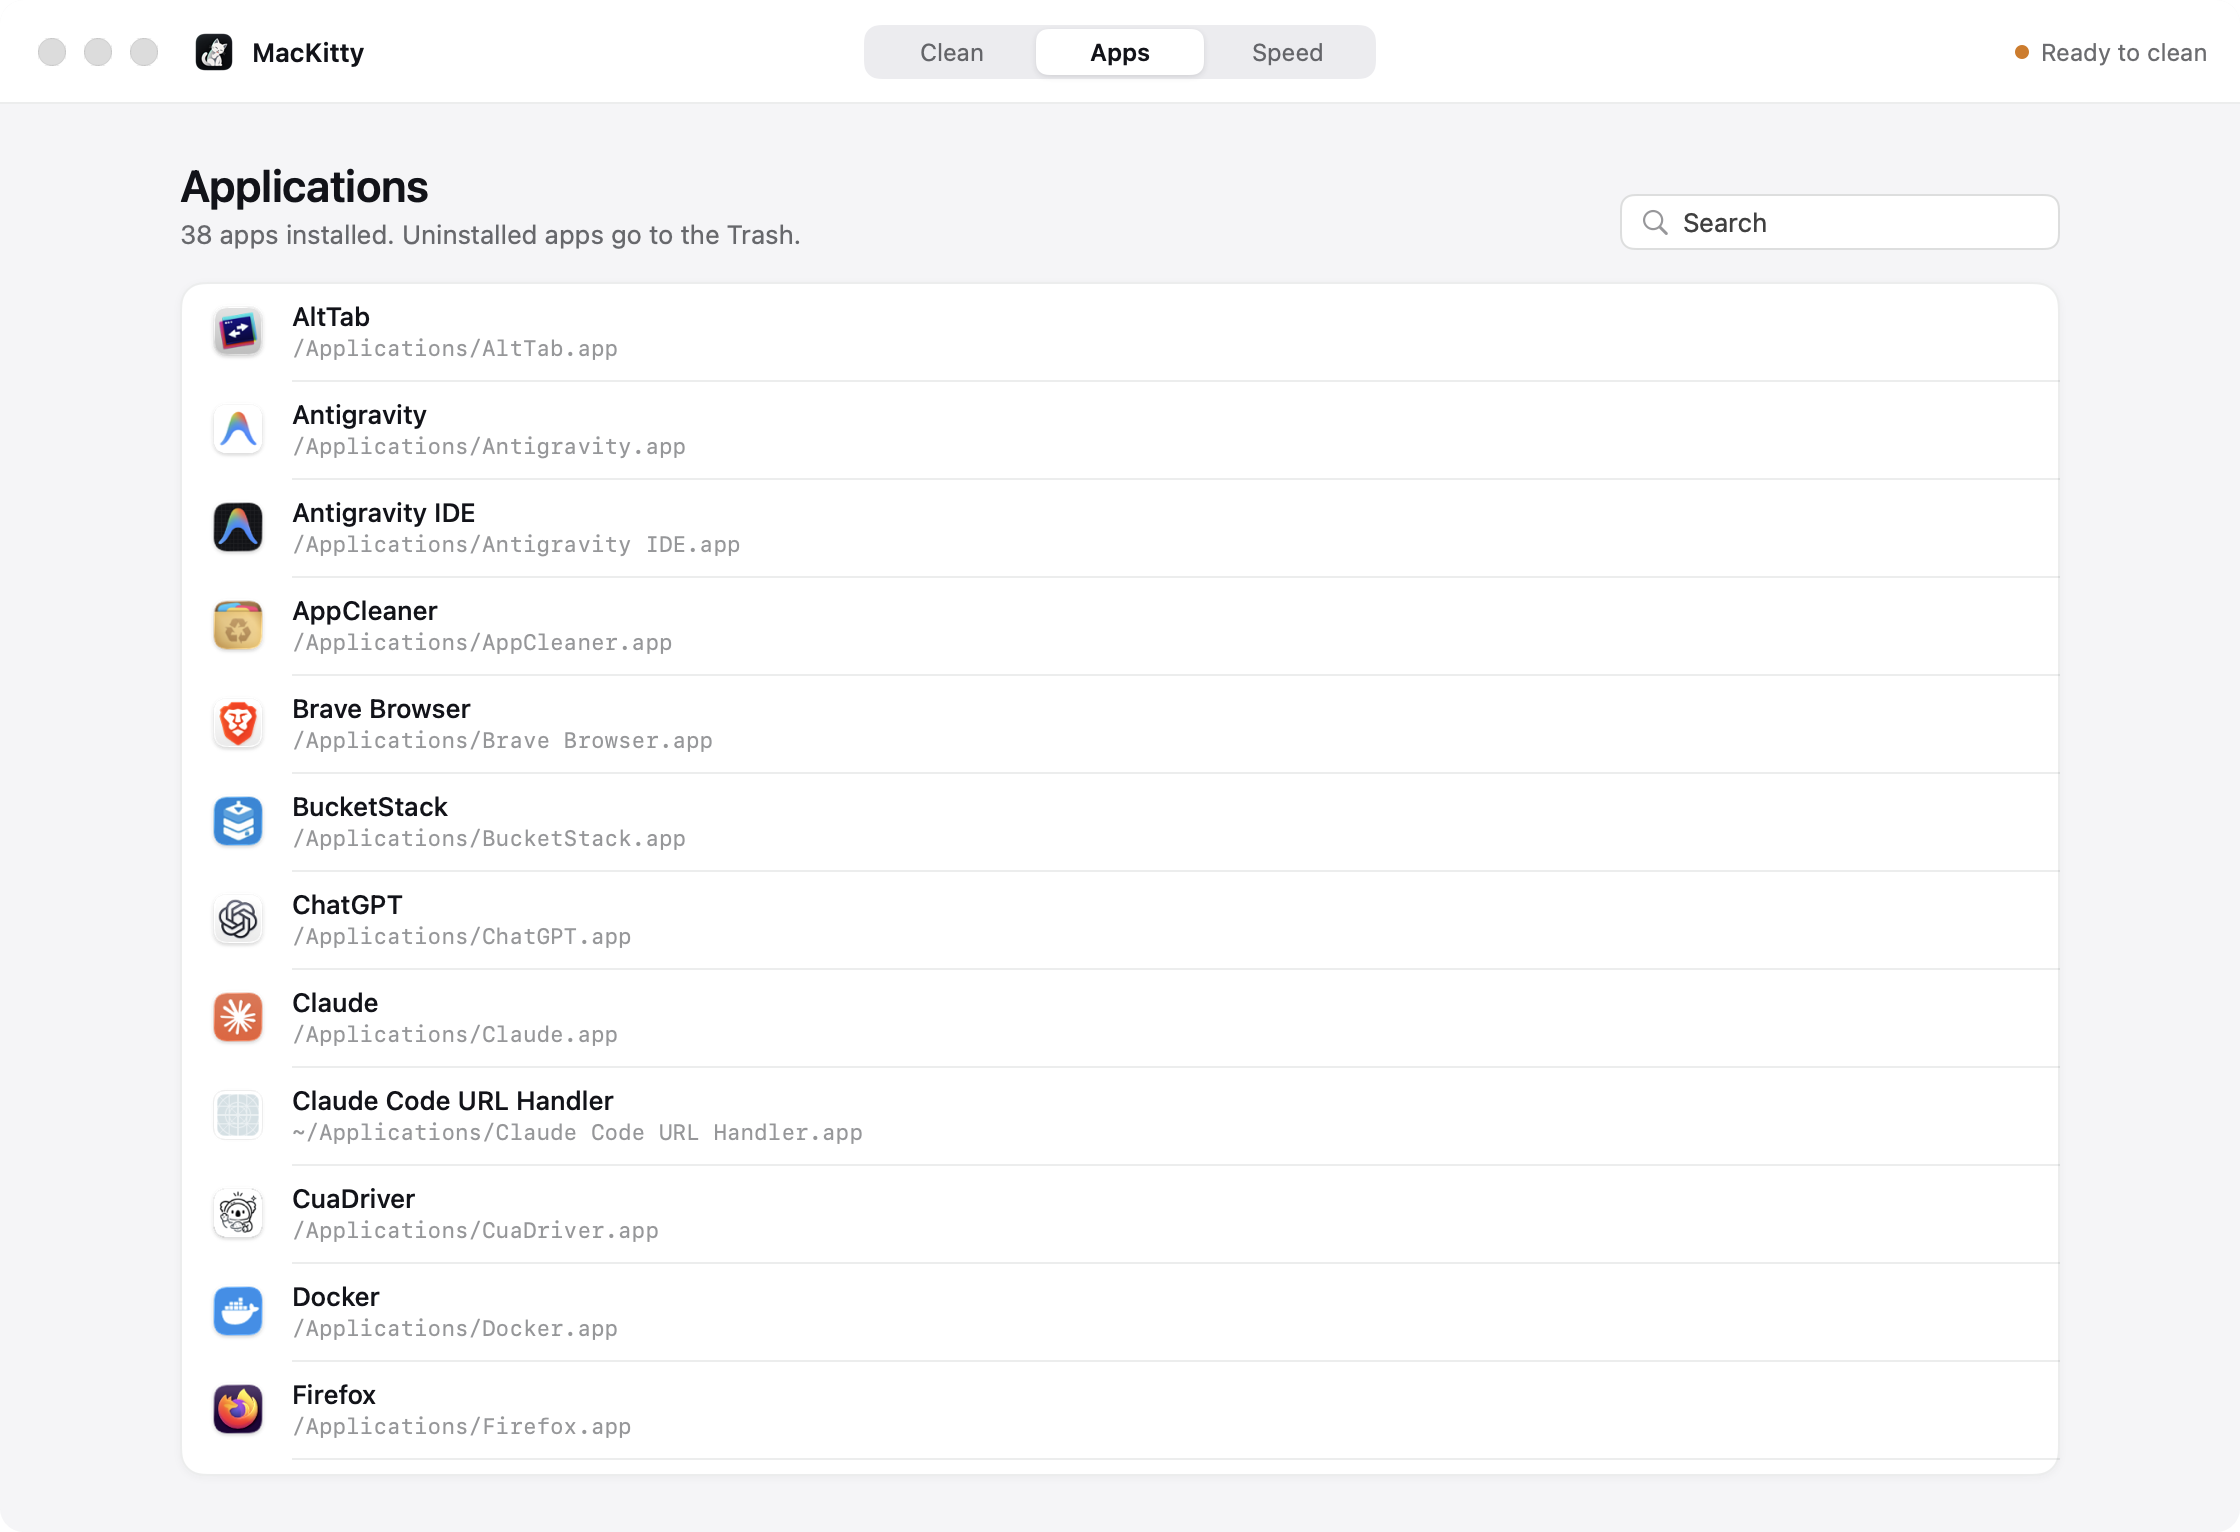 MacKitty
Clean
Apps
Speed
Ready to clean
Applications
38 apps installed. Uninstalled apps go to the Trash.
Search
AltTab
/Applications/AltTab.app
Antigravity
/Applications/Antigravity.app
Antigravity IDE
/Applications/Antigravity IDE.app
AppCleaner
/Applications/AppCleaner.app
Brave Browser
/Applications/Brave Browser.app
BucketStack
/Applications/BucketStack.app
ChatGPT
/Applications/ChatGPT.app
Claude
/Applications/Claude.app
Claude Code URL Handler
~/Applications/Claude Code URL Handler.app
CuaDriver
/Applications/CuaDriver.app
Docker
/Applications/Docker.app
Firefox
/Applications/Firefox.app